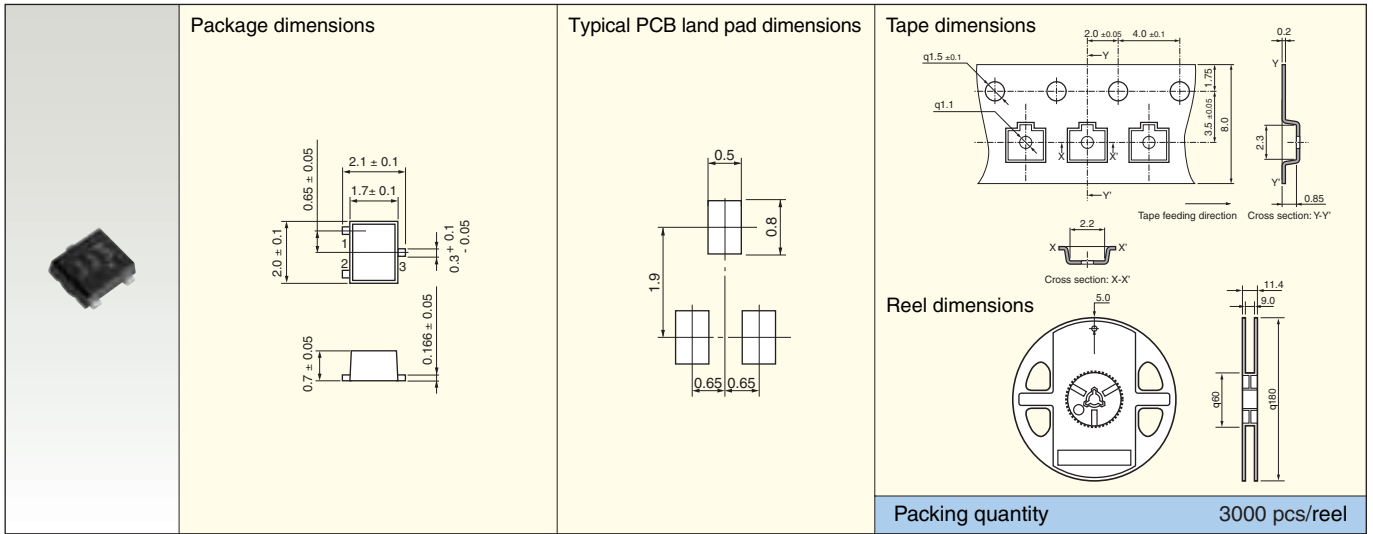 Package dimensions
2.1 ± 0.1
1.7± 0.1
0.65 ± 0.05
2.0 ± 0.1
1
2
3
0.3 + 0.1
- 0.05
0.7 ± 0.05
0.166 ± 0.05
Typical PCB land pad dimensions
0.5
0.8
1.9
0.65 0.65
Tape dimensions
2.0 ±0.05 4.0 ±0.1
q1.5 ±0.1
q1.1
Y
1.75
3.5 ±0.05
8.0
X X'
Y'
Tape feeding direction
0.2
Y
2.3
Y'
0.85
Cross section: Y-Y'
2.2
X X'
Cross section: X-X'
Reel dimensions
5.0
11.4
9.0
q60
q180
Packing quantity 3000 pcs/reel